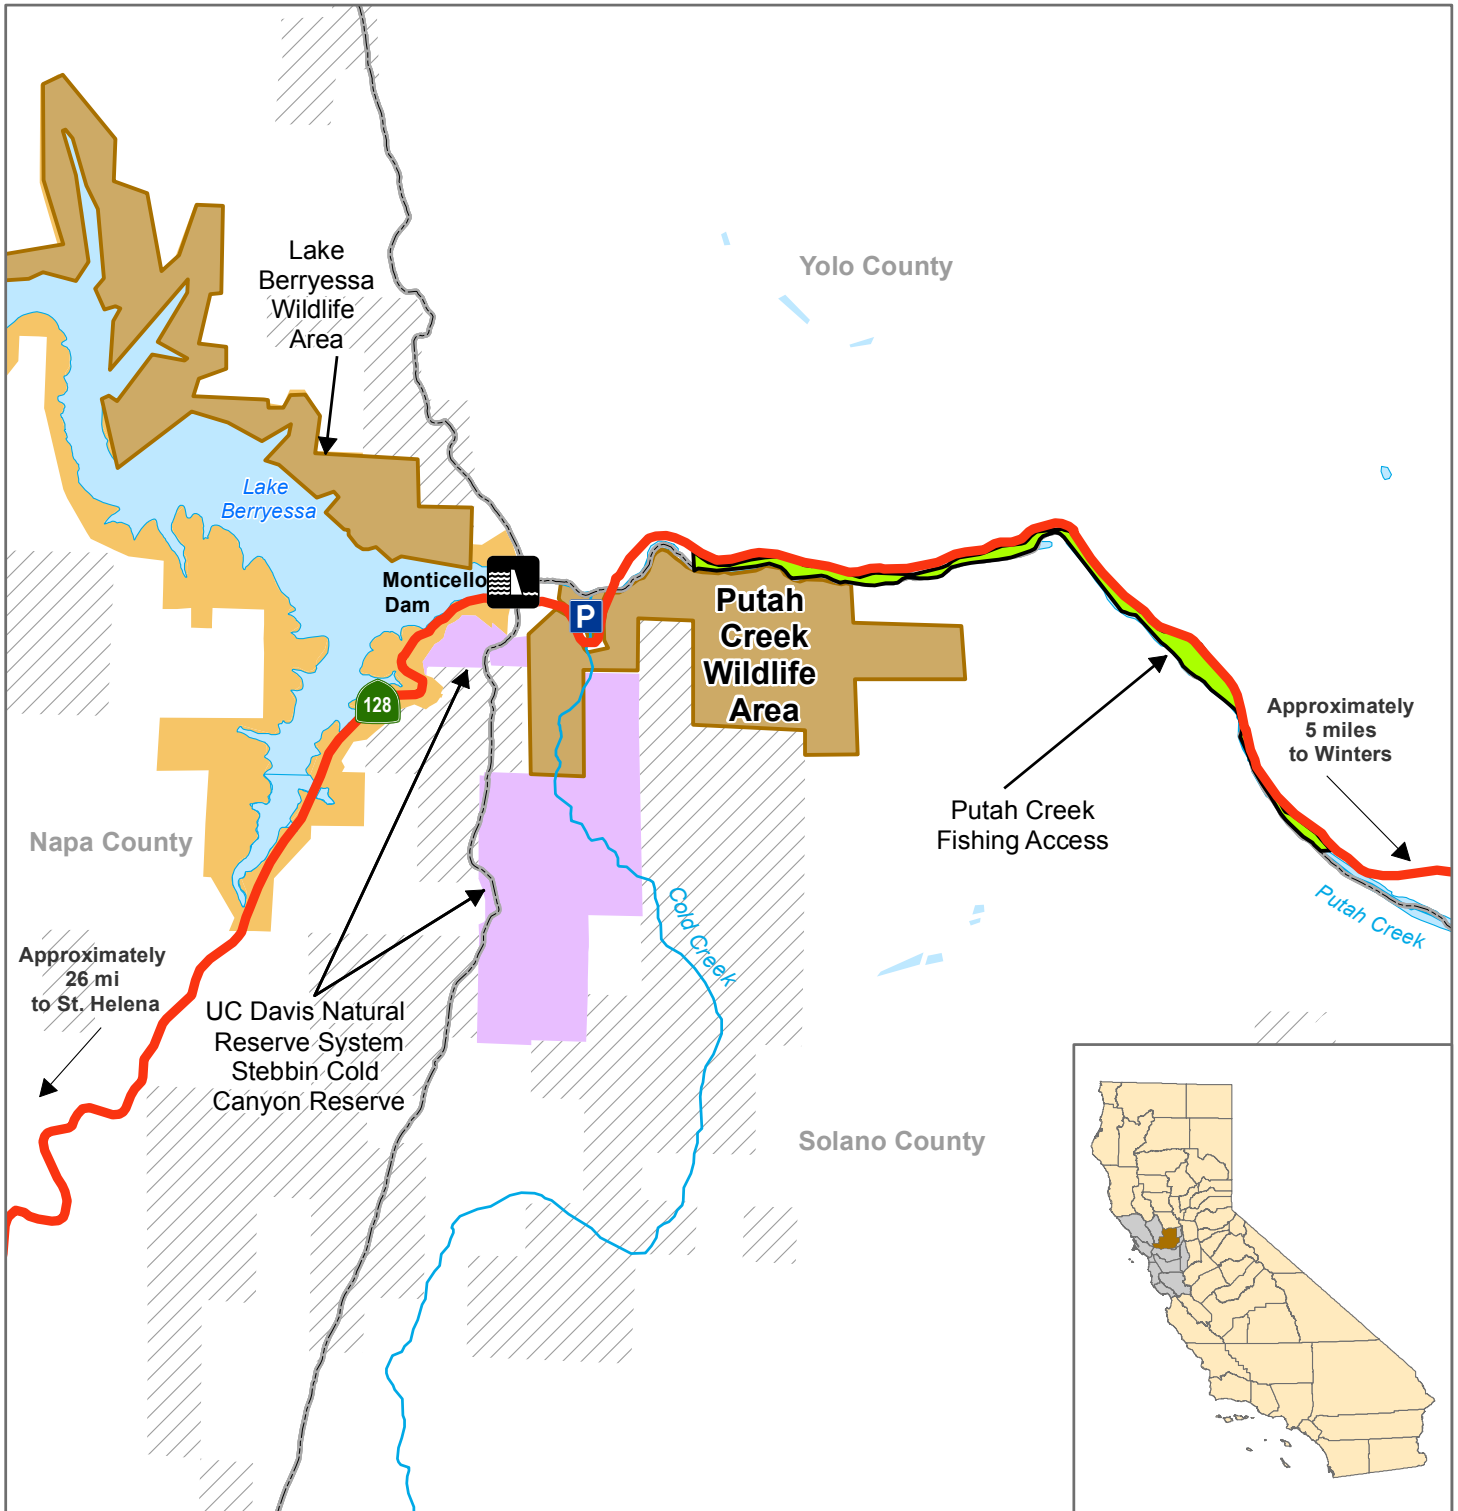 Lake
Berryessa
Wildlife
Area
Yolo County
Lake
Berryessa
Monticello
Dam
P
Putah
Creek
Wildlife
Area
128
Approximately
5 miles
to Winters
Putah Creek
Fishing Access
Napa County
Putah Creek
Cold Creek
Approximately
26 mi
to St. Helena
UC Davis Natural
Reserve System
Stebbin Cold
Canyon Reserve
Solano County